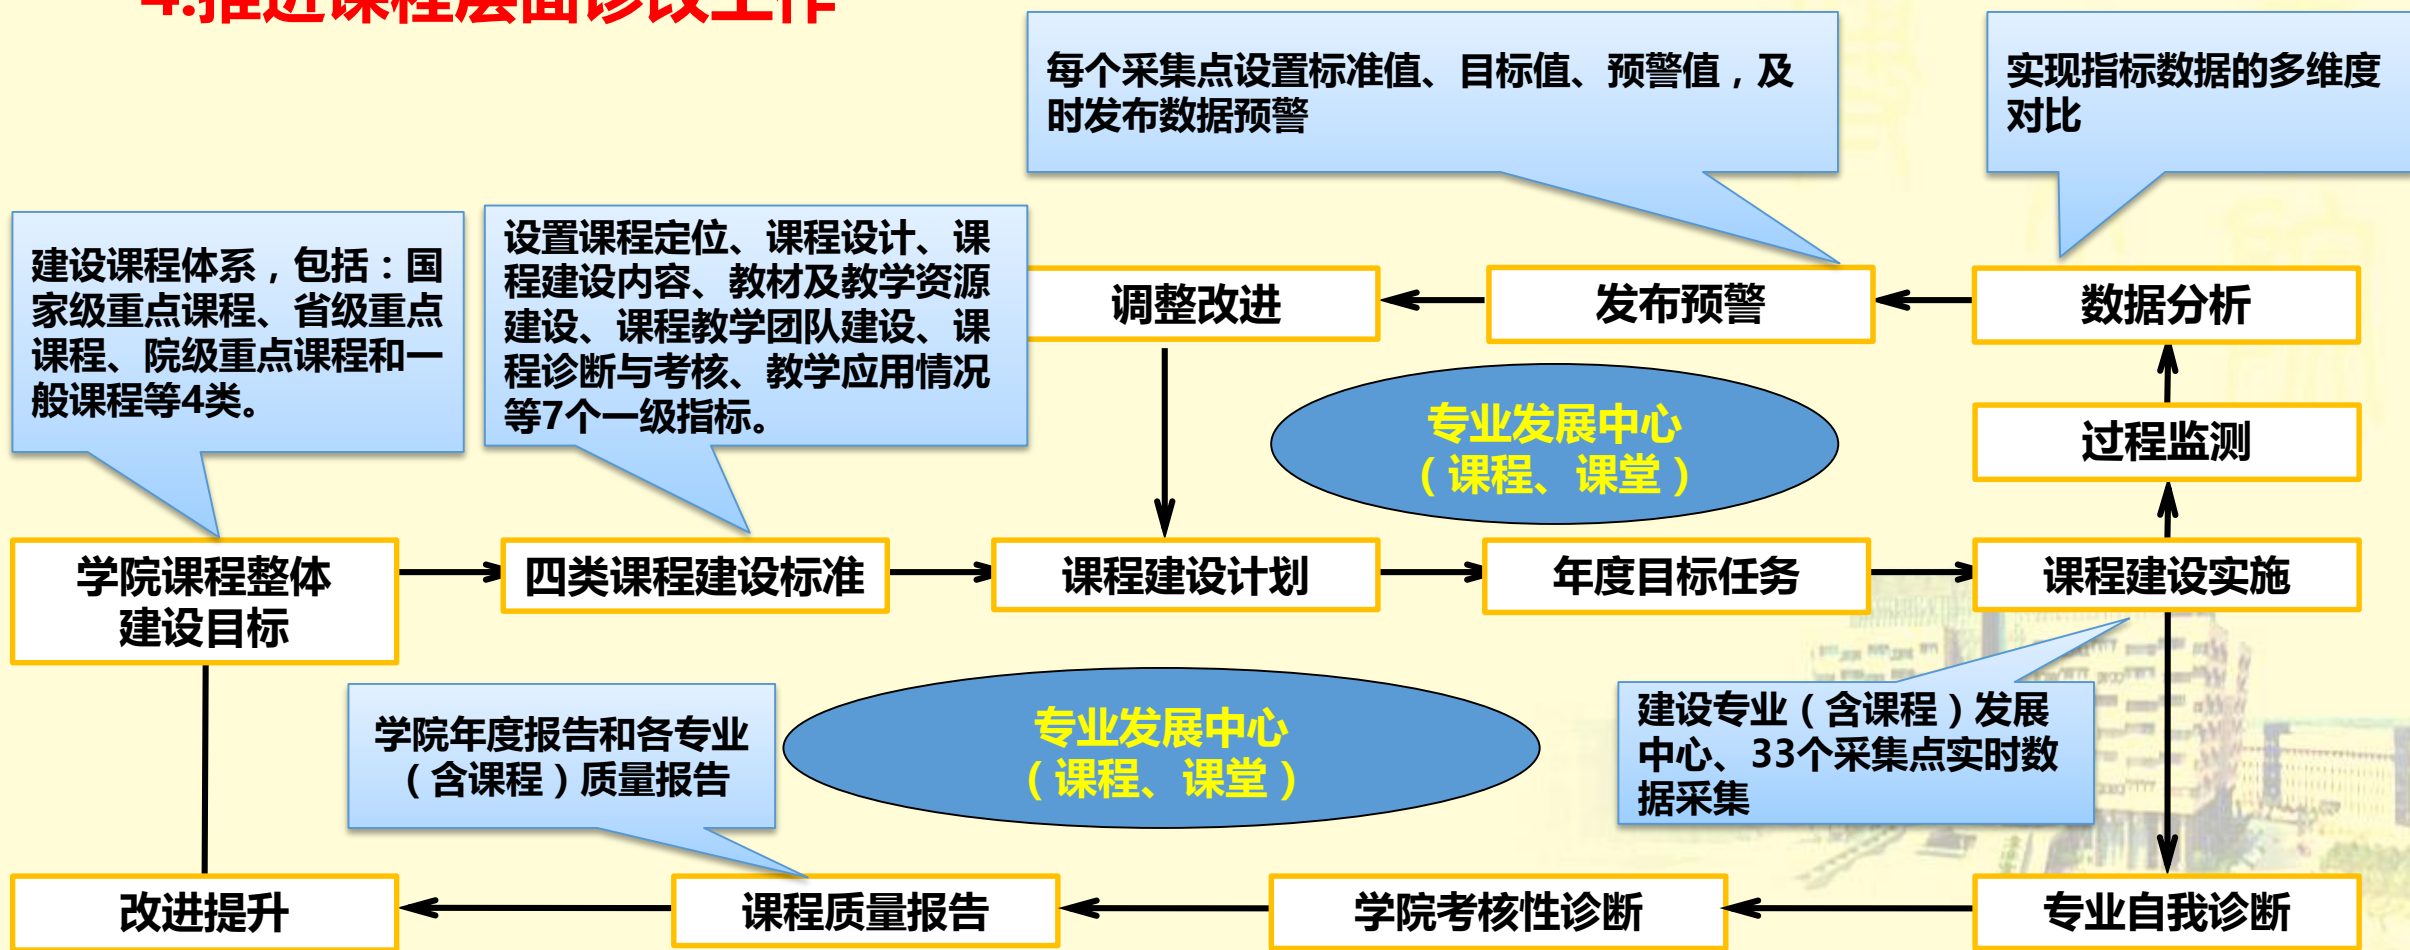 4.推进课程层面诊改工作
每个采集点设置标准值、目标值、预警值，及
时发布数据预警
实现指标数据的多维度
对比
建设课程体系，包括：国
家级重点课程、省级重点
课程、院级重点课程和一
般课程等4类。
设置课程定位、课程设计、课
程建设内容、教材及教学资源
建设、课程教学团队建设、课
程诊断与考核、教学应用情况
等7个一级指标。
调整改进
发布预警
数据分析
专业发展中心
（课程、课堂）
过程监测
学院课程整体
建设目标
四类课程建设标准
课程建设计划
年度目标任务
课程建设实施
学院年度报告和各专业
（含课程）质量报告
专业发展中心
（课程、课堂）
建设专业（含课程）发展
中心、33个采集点实时数
据采集
改进提升
课程质量报告
学院考核性诊断
专业自我诊断